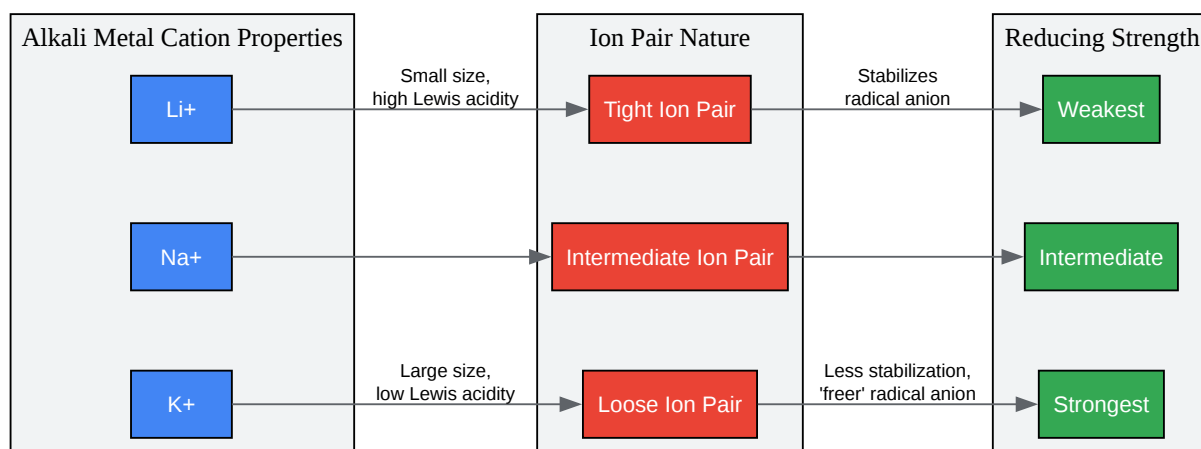 Alkali Metal Cation Properties
Ion Pair Nature
Reducing Strength
Li+
Small size,
high Lewis acidity
Tight Ion Pair
Stabilizes
radical anion
Weakest
Na+
Intermediate Ion Pair
Intermediate
K+
Large size,
low Lewis acidity
Loose Ion Pair
Less stabilization,
'freer' radical anion
Strongest